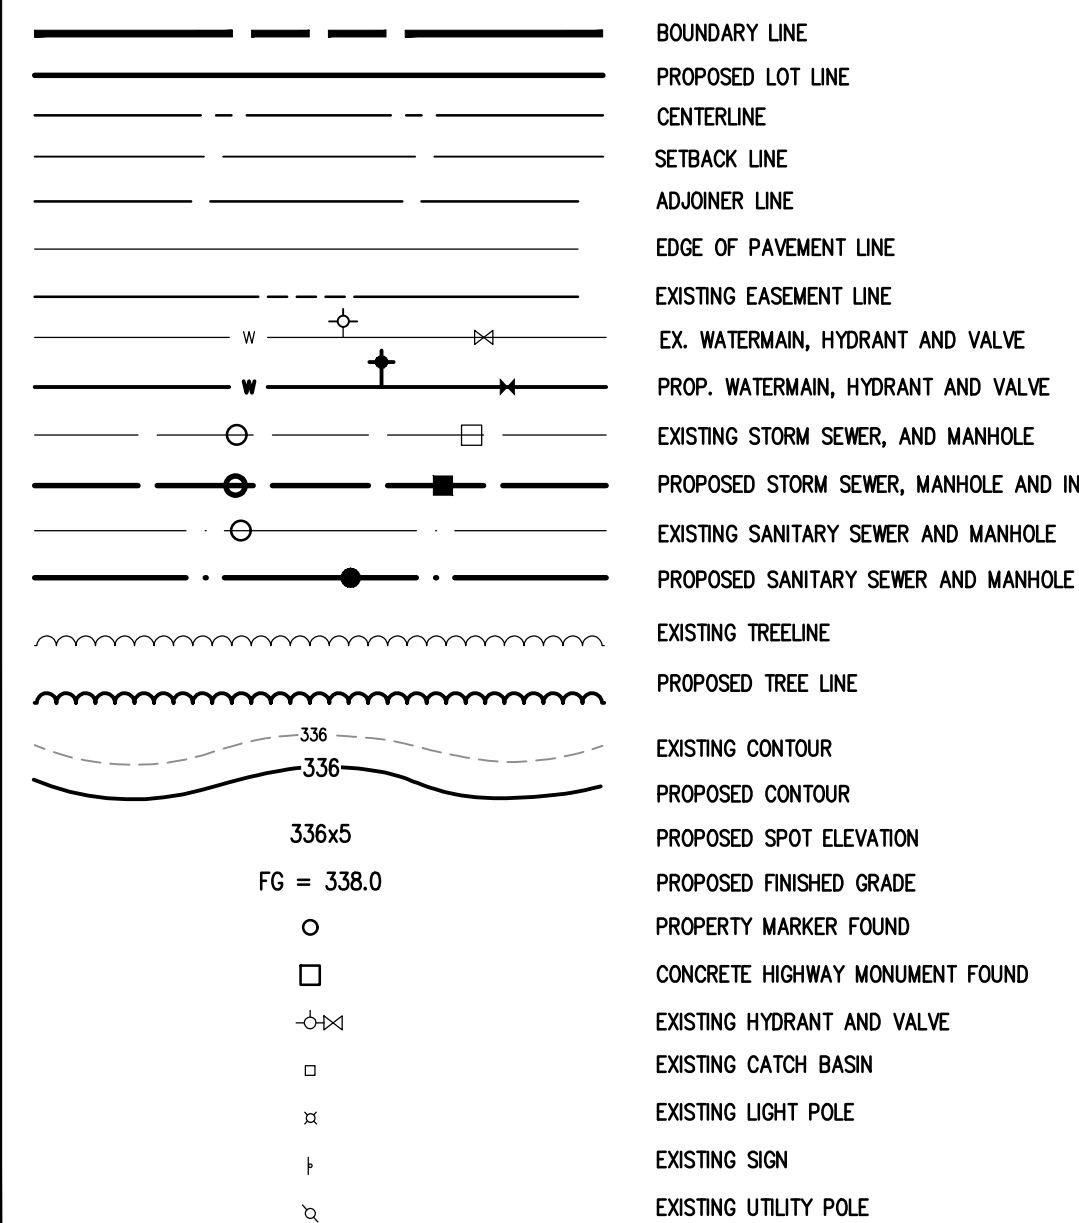 BOUNDARY LINE
PROPOSED LOT LINE
CENTERLINE
SETBACK LINE
ADJOINER LINE
EDGE OF PAVEMENT LINE
EXISTING EASEMENT LINE
W EX. WATERMAIN, HYDRANT AND VALVE
W PROP. WATERMAIN, HYDRANT AND VALVE
EXISTING STORM SEWER, AND MANHOLE
PROPOSED STORM SEWER, MANHOLE AND IN
EXISTING SANITARY SEWER AND MANHOLE
PROPOSED SANITARY SEWER AND MANHOLE
EXISTING TREELINE
PROPOSED TREE LINE
336 EXISTING CONTOUR
336 PROPOSED CONTOUR
336x5 PROPOSED SPOT ELEVATION
FG = 338.0 PROPOSED FINISHED GRADE
PROPERTY MARKER FOUND
CONCRETE HIGHWAY MONUMENT FOUND
EXISTING HYDRANT AND VALVE
EXISTING CATCH BASIN
EXISTING LIGHT POLE
EXISTING SIGN
EXISTING UTILITY POLE